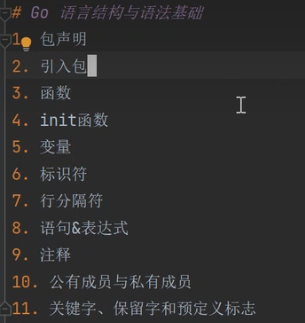 # Go 语言结构与语法基础
1. 包声明
2. 引入包
3. 函数
4. init函数
5. 变量
6. 标识符
7. 行分隔符
8. 语句&表达式
9. 注释
10. 公有成员与私有成员
11. 关键字、保留字和预定义标志